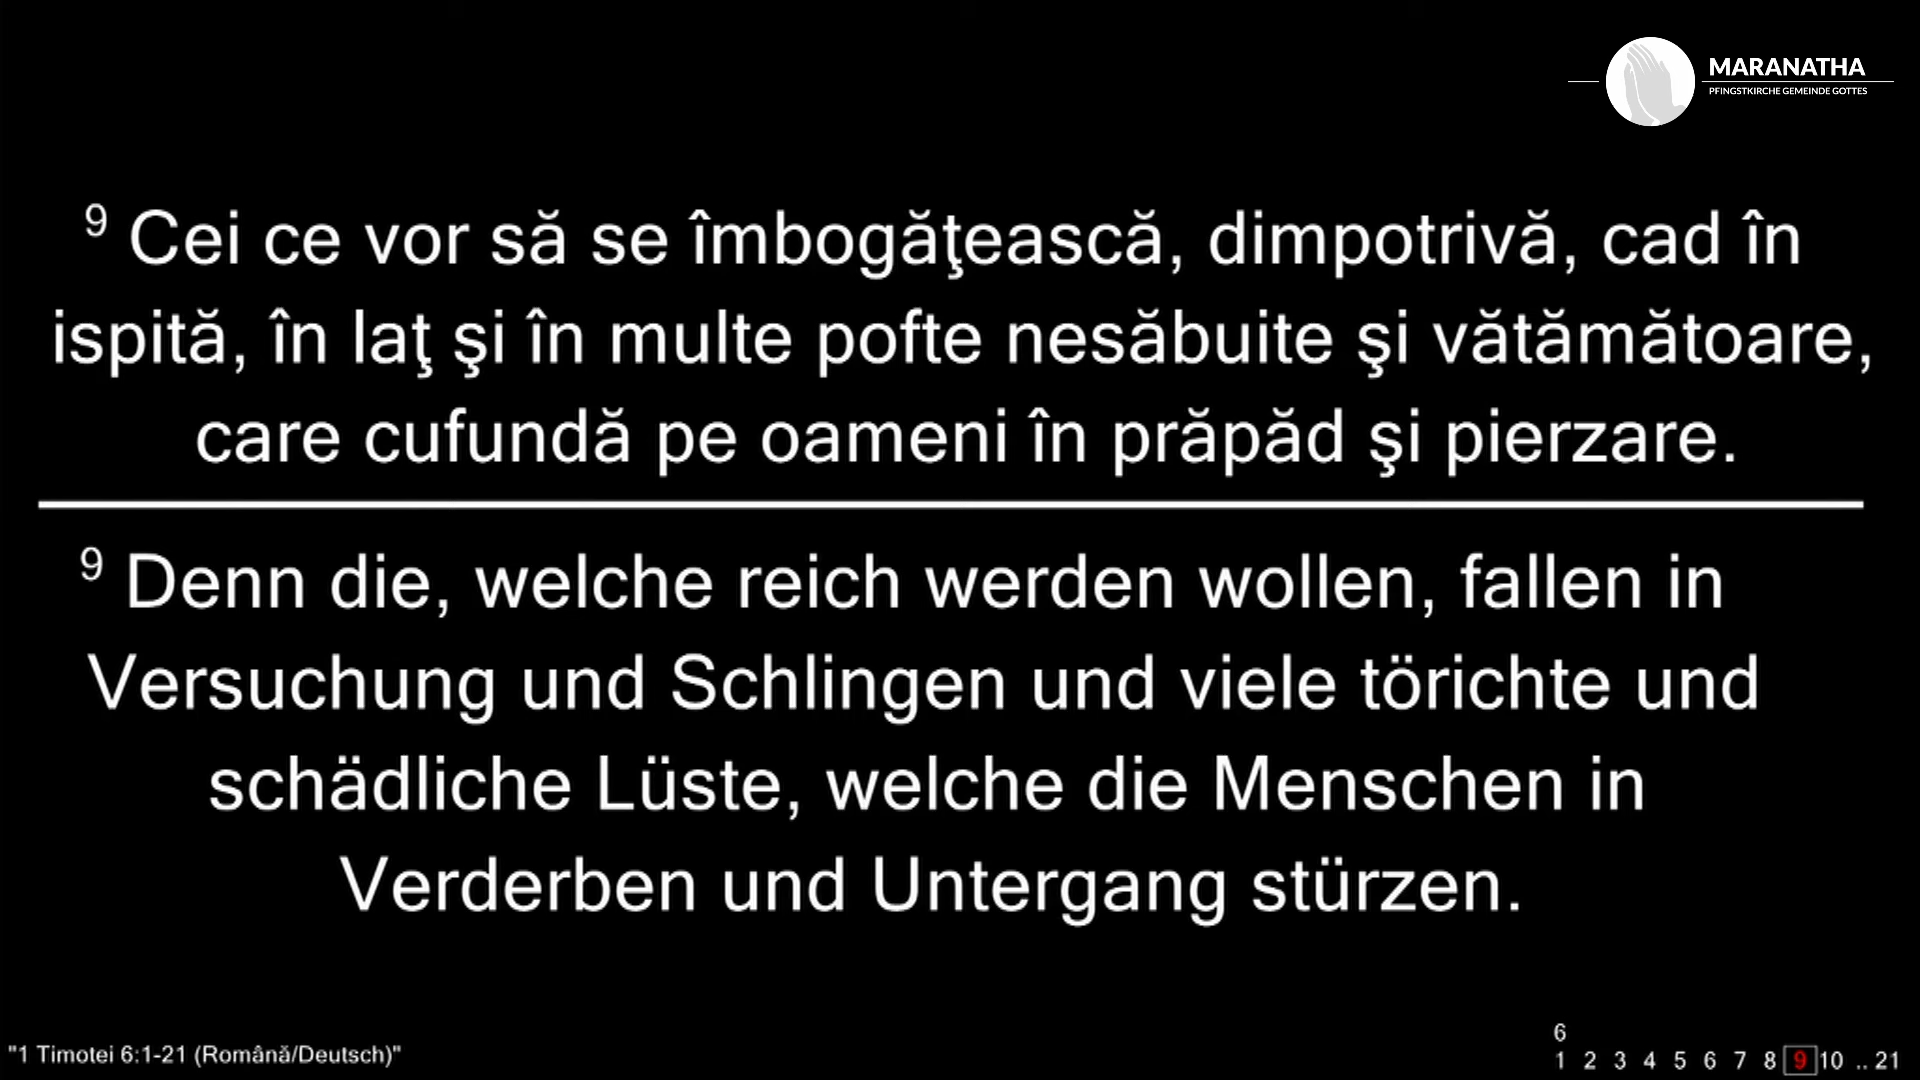 MARANATHA
PFINGSTKIRCHE GEMEINDE GOTTES
9 Cei ce vor să se îmbogăţească, dimpotrivă, cad în
ispită, în laţ şi în multe pofte nesăbuite şi vătămătoare,
care cufundă pe oameni în prăpăd şi pierzare.
9 Denn die, welche reich werden wollen, fallen in
Versuchung und Schlingen und viele törichte und
schädliche Lüste, welche die Menschen in
Verderben und Untergang stürzen.
"1 Timotei 6:1-21 (Română/Deutsch)"
6
1 2 3 4 5 6 7 8 9 10 .. 21